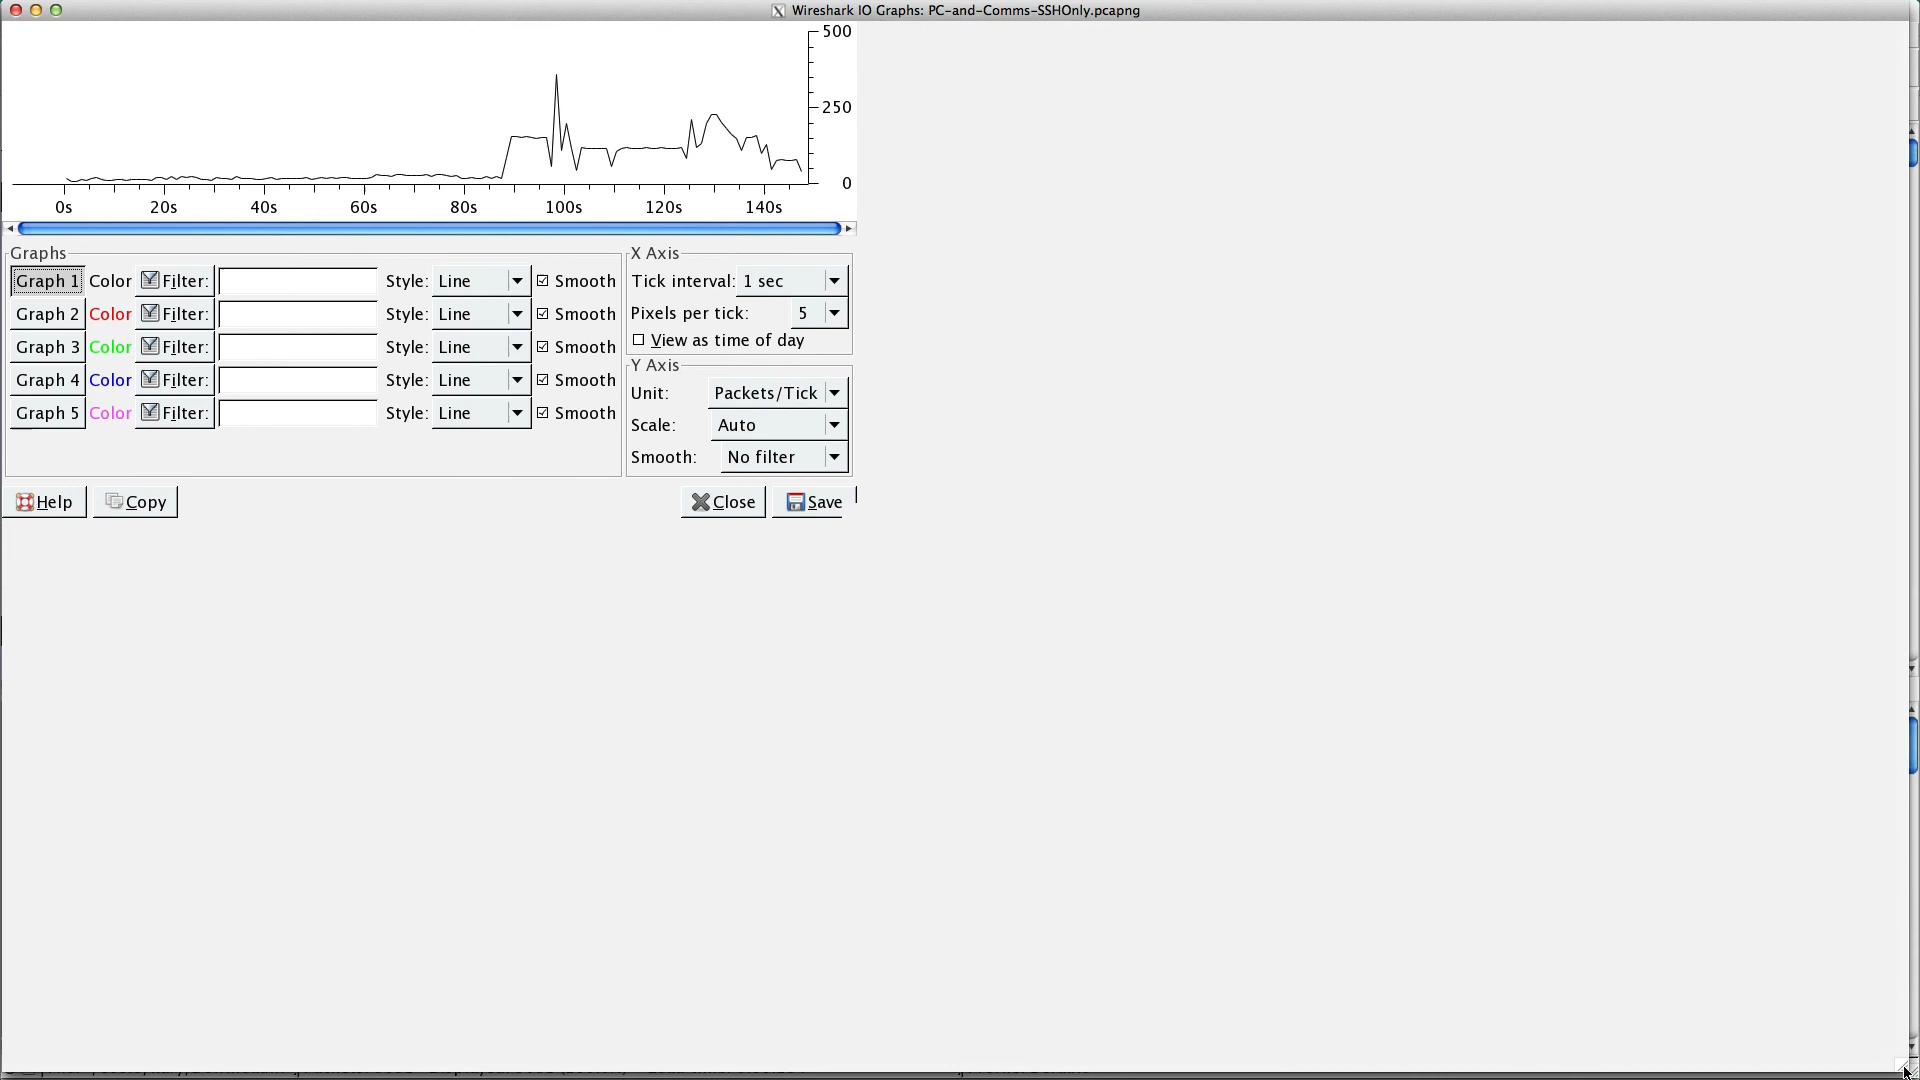 Wireshark IO Graphs: PC-and-Comms-SSHOnly.pcapng
500
250
0
0s 20s 40s 60s 80s 100s 120s 140s
Graphs
Graph 1 Color Filter: Style: Line Smooth
Graph 2 Color Filter: Style: Line Smooth
Graph 3 Color Filter: Style: Line Smooth
Graph 4 Color Filter: Style: Line Smooth
Graph 5 Color Filter: Style: Line Smooth
X Axis
Tick interval: 1 sec
Pixels per tick: 5
View as time of day
Y Axis
Unit: Packets/Tick
Scale: Auto
Smooth: No filter
Help Copy Close Save